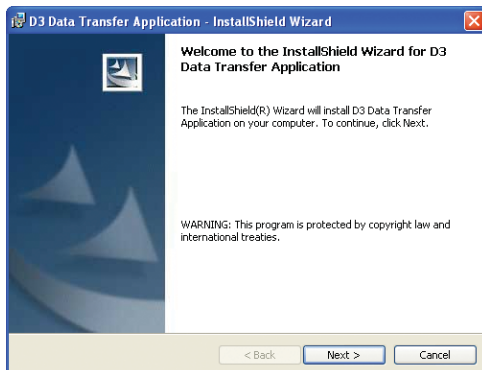 D3 Data Transfer Application - InstallShield Wizard
Welcome to the InstallShield Wizard for D3
Data Transfer Application
The InstallShield(R) Wizard will install D3 Data Transfer
Application on your computer. To continue, click Next.
WARNING: This program is protected by copyright law and
international treaties.
< Back Next > Cancel